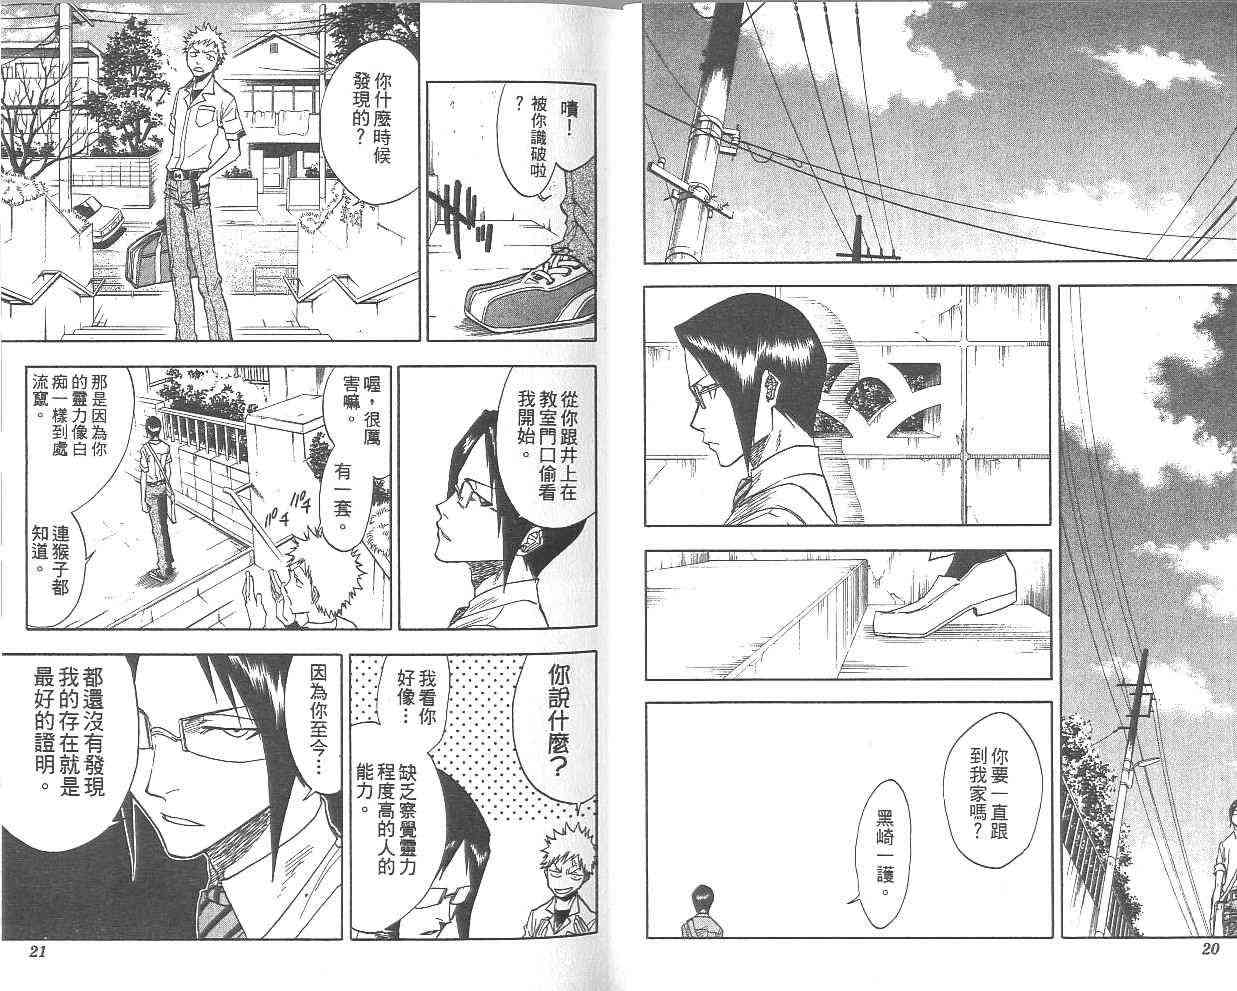 你要一直跟
到我家嗎？
黑崎一護。
20
嘖！
被你識破啦
？
你什麼時候
發現的？
從你跟井上在
教室門口偷看
我開始。
喔，很厲
害嘛。
有一套。
那是因為你
的靈力像白
痴一樣到處
流竄。
連猴子都
知道。
你說什麼？
我看你
好像…
缺乏察覺靈力
程度高的人的
能力。
因為你至今…
都還沒有發現
我的存在就是
最好的證明。
21